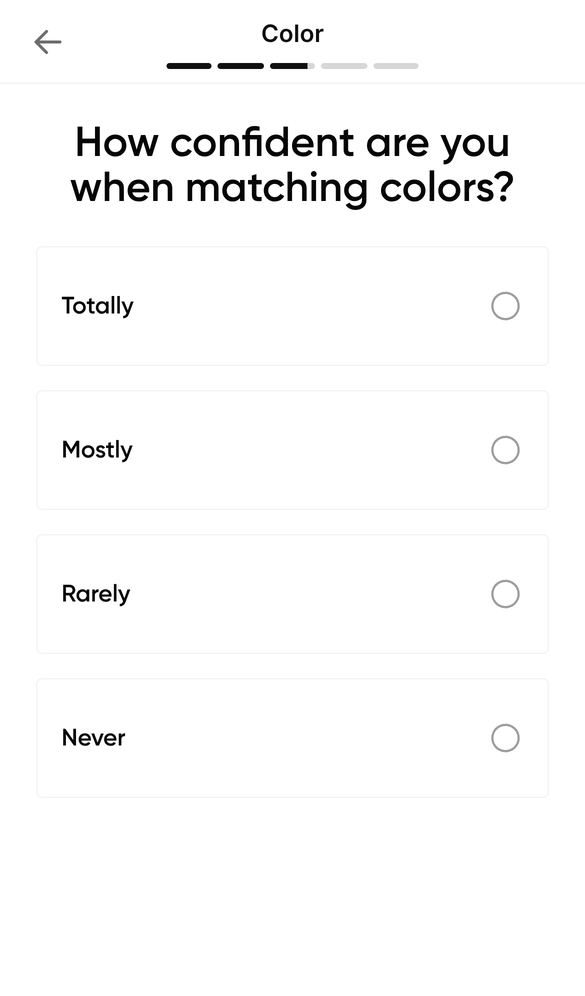 Color
How confident are you
when matching colors?
Totally
Mostly
Rarely
Never